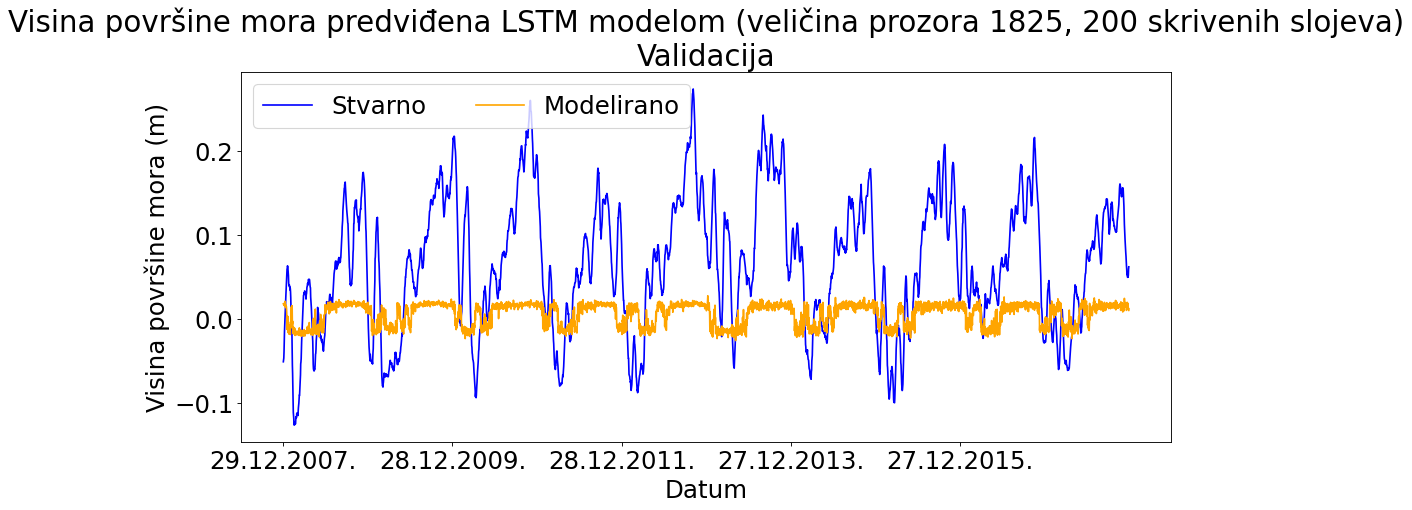 Visina površine mora predviđena LSTM modelom (veličina prozora 1825, 200 skrivenih slojeva)
Validacija
Stvarno
Modelirano
Visina površine mora (m)
0.2
0.1
0.0
−0.1
29.12.2007.
28.12.2009.
28.12.2011.
27.12.2013.
27.12.2015.
Datum